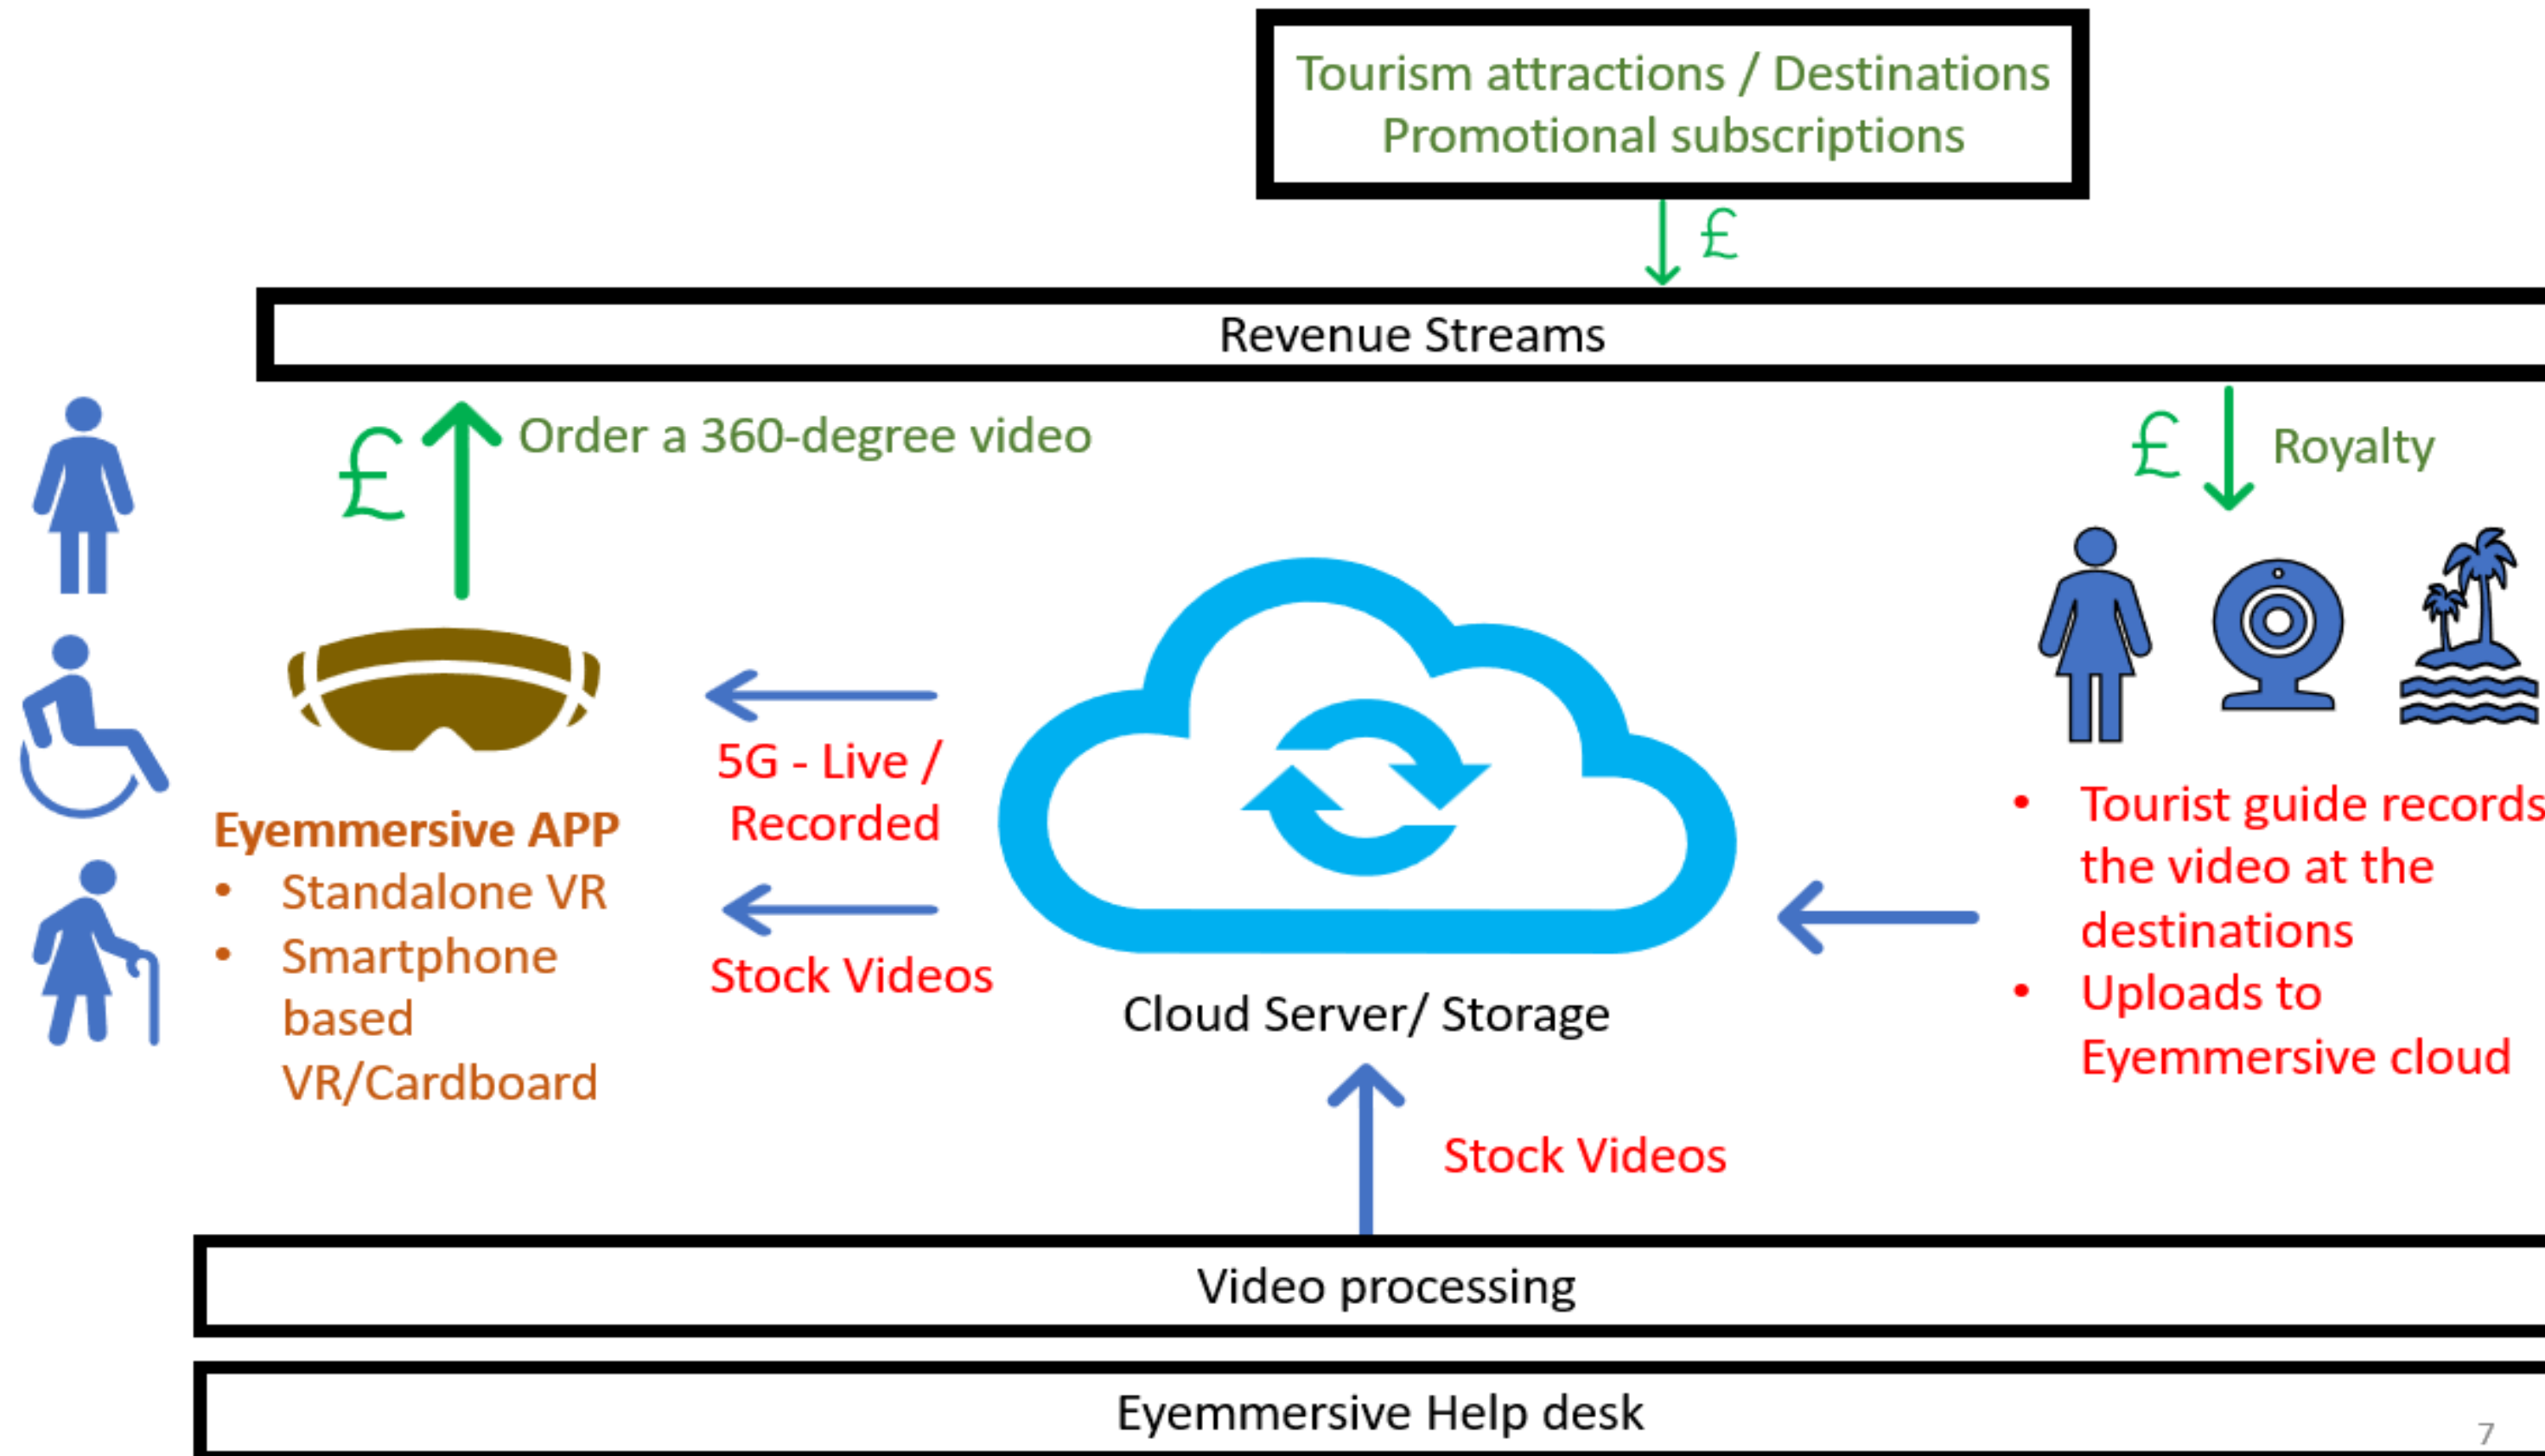 Tourism attractions / Destinations
Promotional subscriptions
£
Revenue Streams
£
Order a 360-degree video
£
Royalty
Eyemmersive APP
• Standalone VR
• Smartphone
based
VR/Cardboard
5G - Live /
Recorded
Stock Videos
Cloud Server/ Storage
• Tourist guide records
the video at the
destinations
• Uploads to
Eyemmersive cloud
Stock Videos
Video processing
Eyemmersive Help desk
7